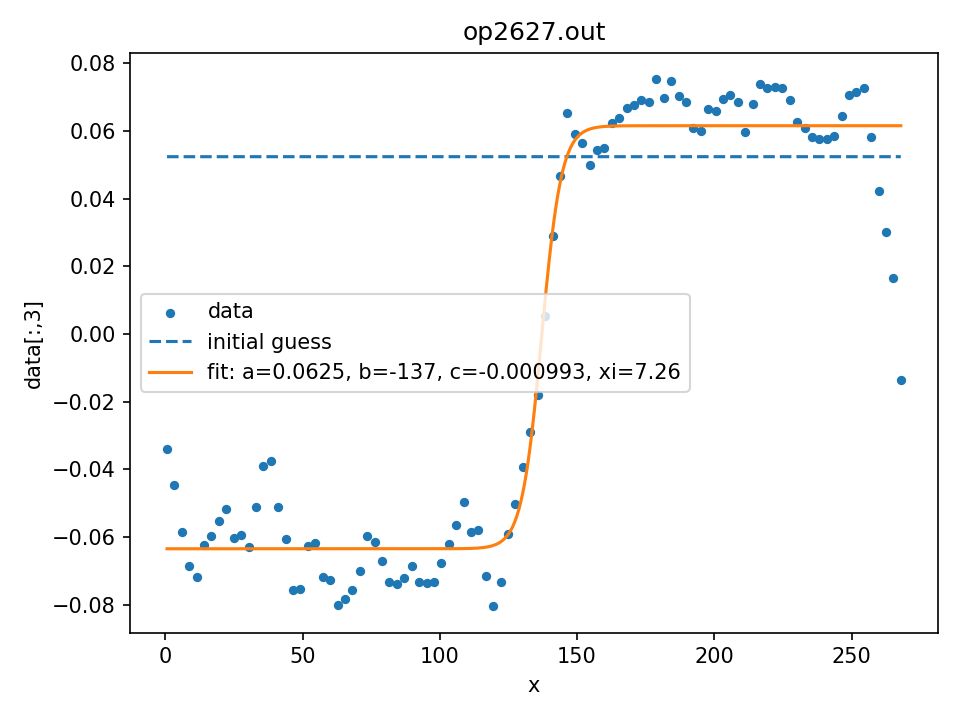 op2627.out
0.08
0.06
0.04
0.02
0.00
−0.02
−0.04
−0.06
−0.08
data[:,3]
data
initial guess
fit: a=0.0625, b=-137, c=-0.000993, xi=7.26
0 50 100 150 200 250
x